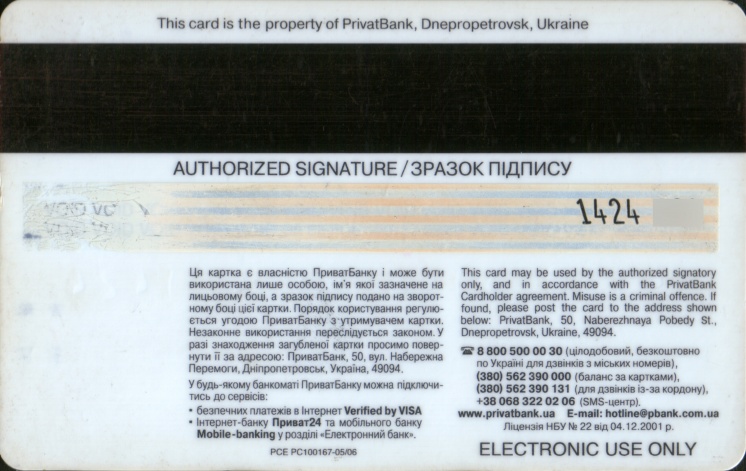 This card is the property of PrivatBank, Dnepropetrovsk, Ukraine
AUTHORIZED SIGNATURE / ЗРАЗОК ПІДПИСУ
1424
Ця картка є власністю ПриватБанку і може бути
використана лише особою, ім'я якої зазначене на
лицьовому боці, а зразок підпису подано на зворот-
ному боці цієї картки. Порядок користування регулю-
ється угодою ПриватБанку з утримувачем картки.
Незаконне використання переслідується законом. У
разі знаходження загубленої картки просимо повер-
нути її за адресою: ПриватБанк, 50, вул. Набережна
Перемоги, Дніпропетровськ, Україна, 49094.
У будь-якому банкоматі ПриватБанку можна підключи-
тись до сервісів:
• безпечних платежів в Інтернет Verified by VISA
• Інтернет-банку Приват24 та мобільного банку
Mobile-banking у розділі «Електронний банк».
PCE PC100167-05/06
This card may be used by the authorized signatory
only, and in accordance with the PrivatBank
Cardholder agreement. Misuse is a criminal offence. If
found, please post the card to the address shown
below: PrivatBank, 50, Naberezhnaya Pobedy St.,
Dnepropetrovsk, Ukraine, 49094.
☎ 8 800 500 00 30 (цілодобовий, безкоштовно
по Україні для дзвінків з міських номерів),
(380) 562 390 000 (баланс за картками),
(380) 562 390 131 (для дзвінків із-за кордону),
+38 068 322 02 06 (SMS-центр).
www.privatbank.ua E-mail: hotline@pbank.com.ua
Ліцензія НБУ № 22 від 04.12.2001 р.
ELECTRONIC USE ONLY